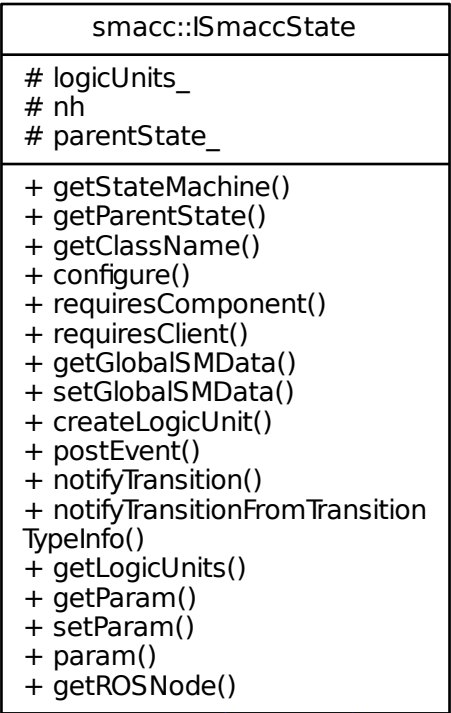 smacc::ISmaccState
# logicUnits_
# nh
# parentState_
+ getStateMachine()
+ getParentState()
+ getClassName()
+ configure()
+ requiresComponent()
+ requiresClient()
+ getGlobalSMData()
+ setGlobalSMData()
+ createLogicUnit()
+ postEvent()
+ notifyTransition()
+ notifyTransitionFromTransition
TypeInfo()
+ getLogicUnits()
+ getParam()
+ setParam()
+ param()
+ getROSNode()